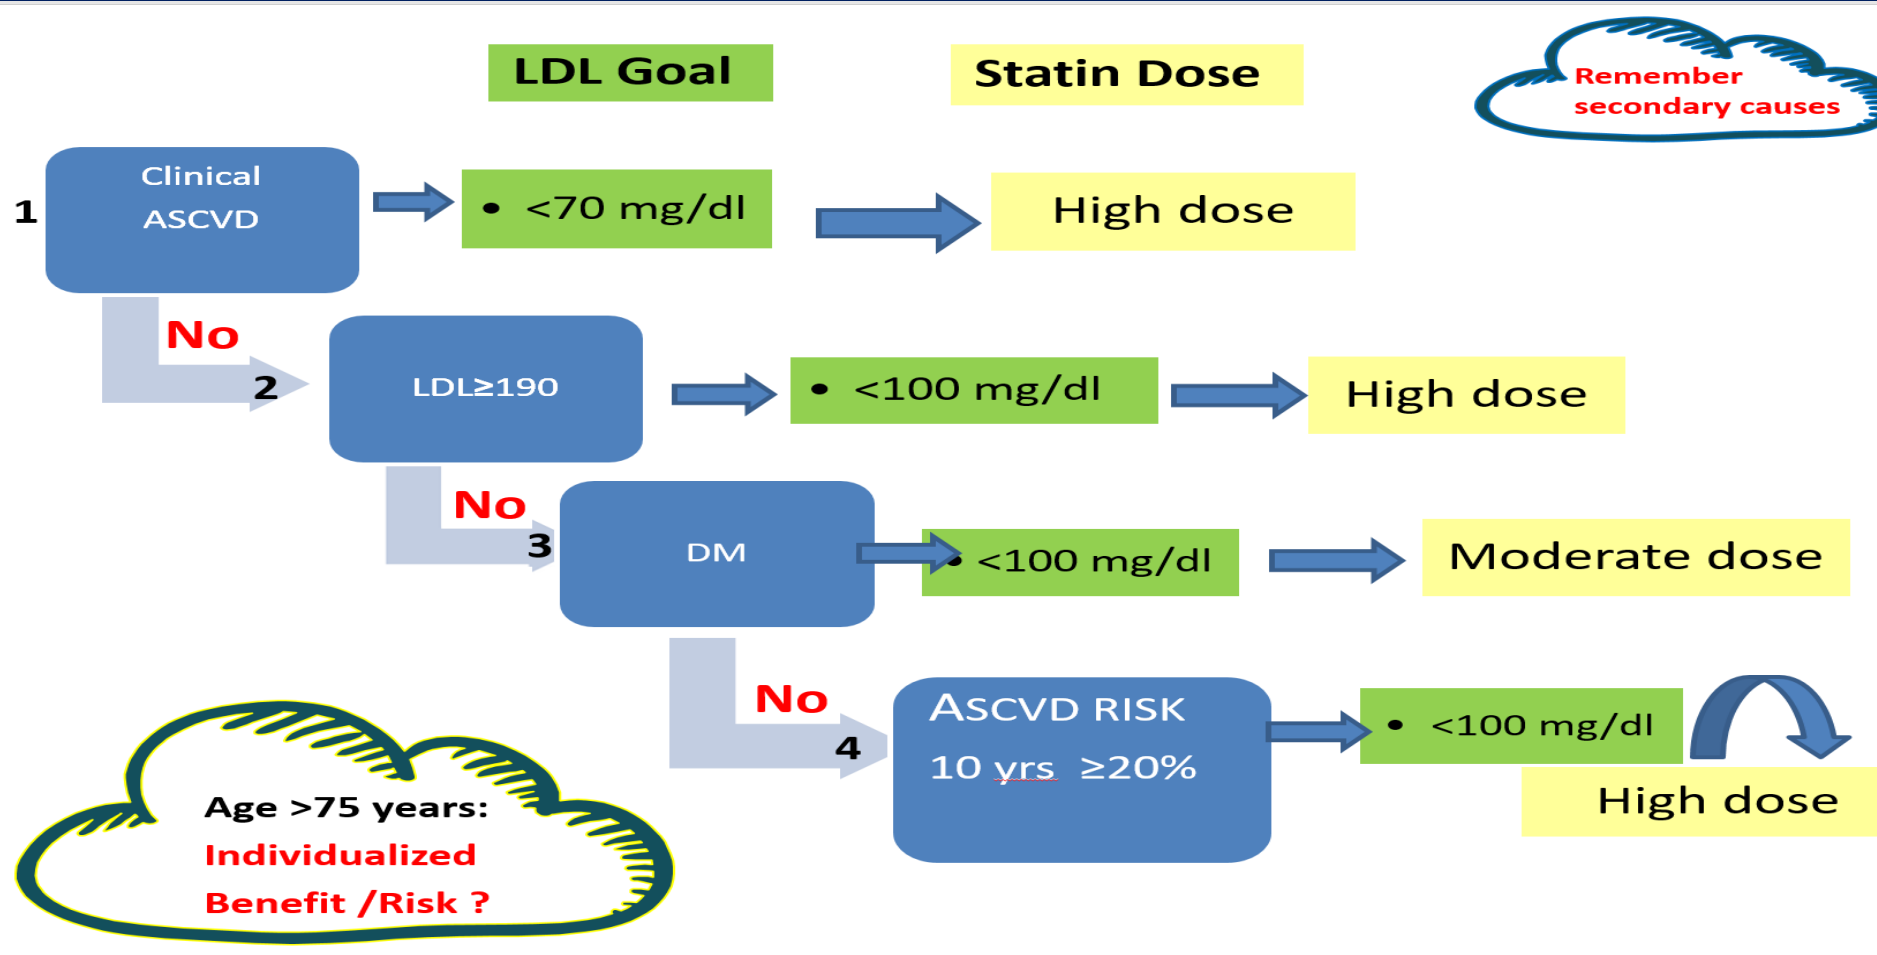 LDL Goal
Statin Dose
Remember
secondary causes
1
Clinical
ASCVD
• <70 mg/dl
High dose
No
2
LDL≥190
• <100 mg/dl
High dose
No
3
DM
• <100 mg/dl
Moderate dose
No
4
ASCVD RISK
10 yrs ≥20%
• <100 mg/dl
High dose
Age >75 years:
Individualized
Benefit /Risk ?